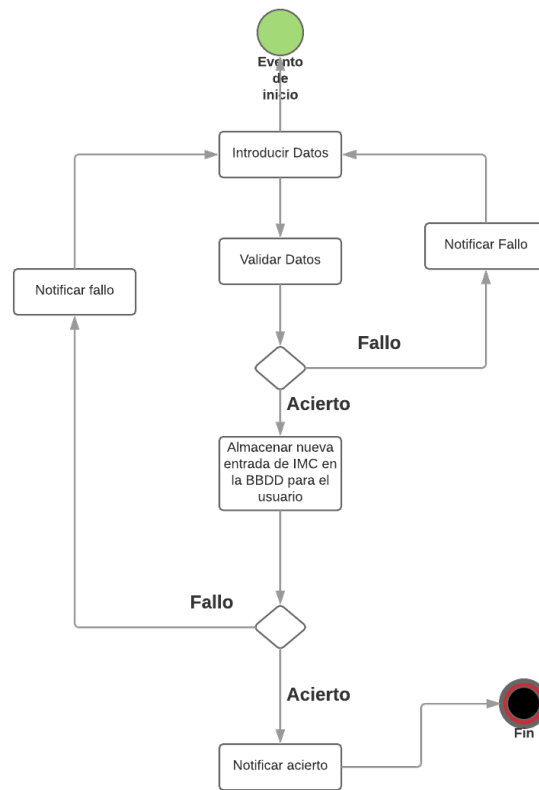 Evento
de
inicio
Introducir Datos
Notificar Fallo
Validar Datos
Notificar fallo
Fallo
Acierto
Almacenar nueva
entrada de IMC en
la BBDD para el
usuario
Fallo
Acierto
Fin
Notificar acierto